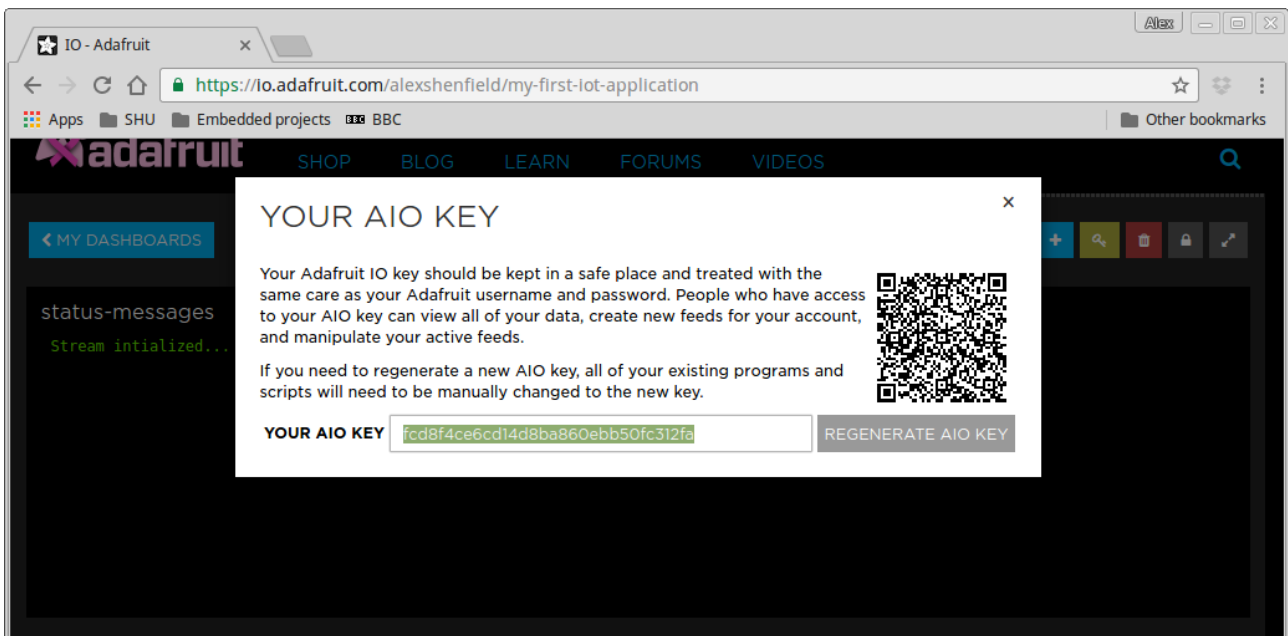 Alex
IO - Adafruit
https://io.adafruit.com/alexshenfield/my-first-iot-application
Apps SHU Embedded projects BBC BBC Other bookmarks
adafruit SHOP BLOG LEARN FORUMS VIDEOS
YOUR AIO KEY
MY DASHBOARDS
Your Adafruit IO key should be kept in a safe place and treated with the
same care as your Adafruit username and password. People who have access
to your AIO key can view all of your data, create new feeds for your account,
and manipulate your active feeds.
status-messages
Stream intialized...
If you need to regenerate a new AIO key, all of your existing programs and
scripts will need to be manually changed to the new key.
YOUR AIO KEY fcd8f4ce6cd14d8ba860ebb50fc312fa REGENERATE AIO KEY